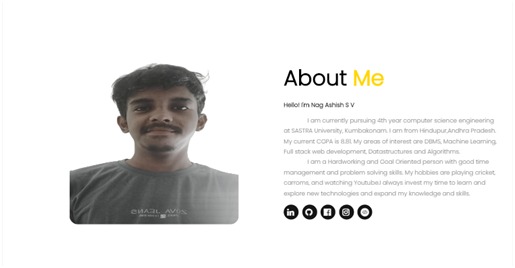 About Me
Hello! I'm Nag Ashish S V
I am currently pursuing 4th year computer science engineering
at SASTRA University, Kumbakonam. I am from Hindupur,Andhra Pradesh.
My current CGPA is 8.81. My areas of interest are DBMS, Machine Learning,
Full stack web development, Datastructures and Algorithms.
I am a Hardworking and Goal Oriented person with good time
management and problem solving skills. My hobbies are playing cricket,
carroms, and watching Youtube.I always invest my time to learn and
explore new technologies and expand my knowledge and skills.